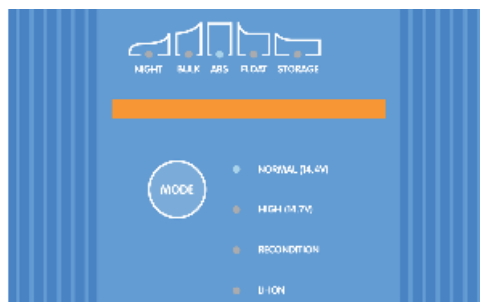 NIGHT BULK ABS FLOAT STORAGE
MODE
NORMAL (14.4V)
HIGH (14.7V)
RECONDITION
LI-ION